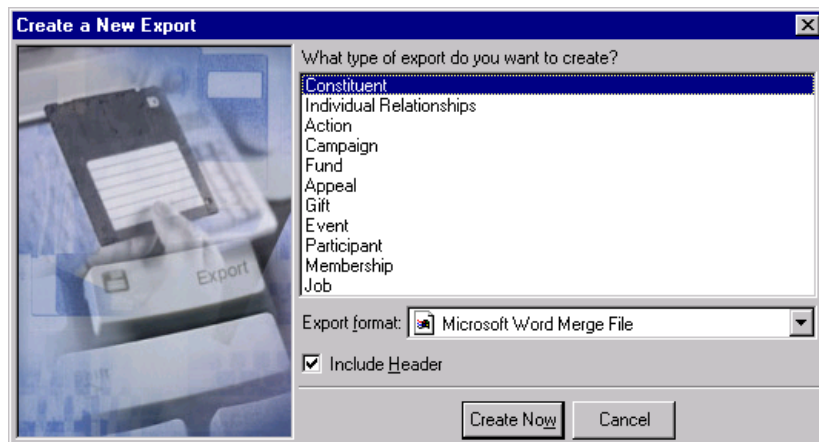 Create a New Export
What type of export do you want to create?
Constituent
Individual Relationships
Action
Campaign
Fund
Appeal
Gift
Event
Participant
Membership
Job
Export
Export format: Microsoft Word Merge File
Include Header
Create Now Cancel